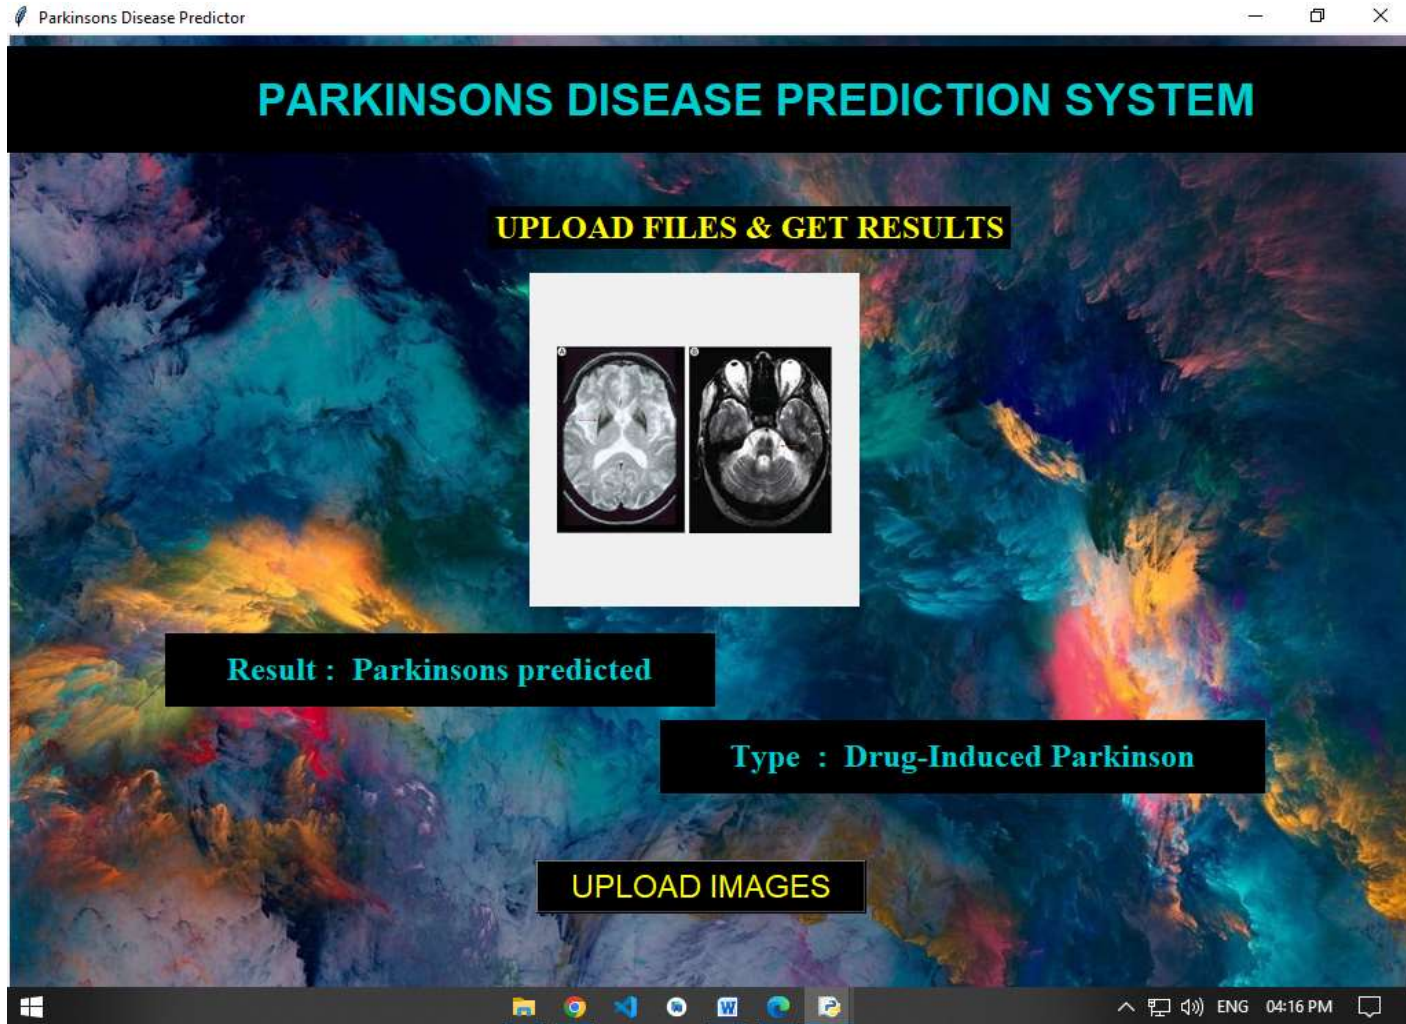 Parkinsons Disease Predictor
PARKINSONS DISEASE PREDICTION SYSTEM
UPLOAD FILES & GET RESULTS
A
B
Result : Parkinsons predicted
Type : Drug-Induced Parkinson
UPLOAD IMAGES
ENG 04:16 PM